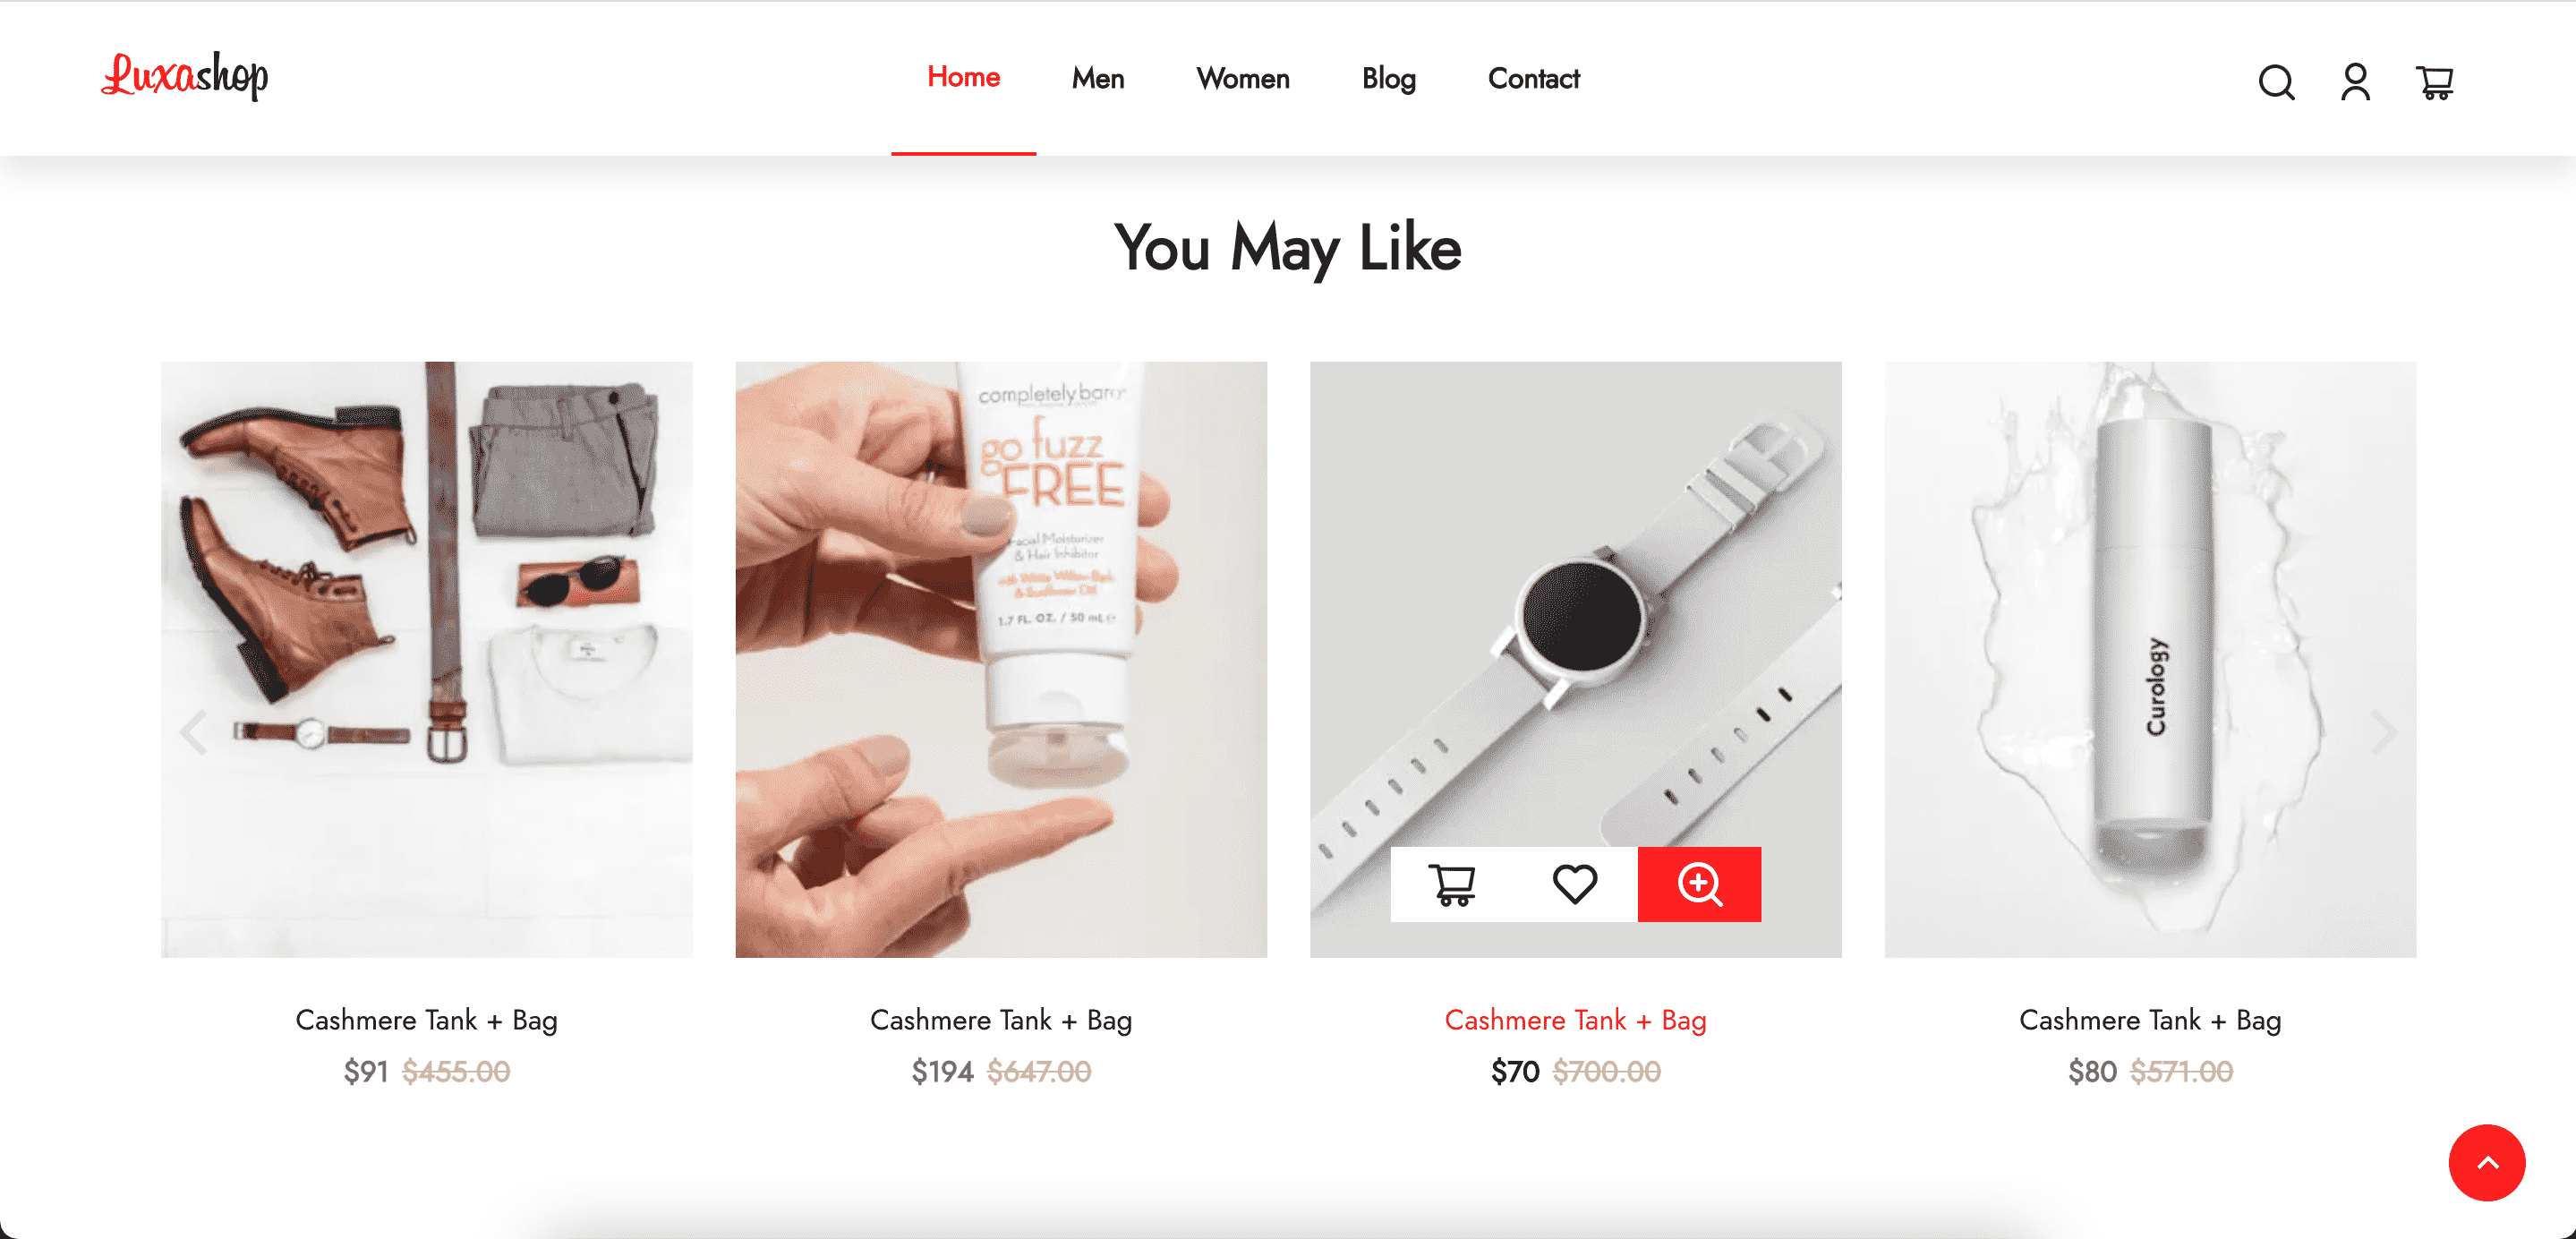 Luxashop
Home Men Women Blog Contact
You May Like
completely bare
go fuzz
FREE
Facial Moisturizer
& Hair Inhibitor
with White Willow Bark
& Sunflower Oil
1.7 FL. OZ. / 50 mL e
Curology
Cashmere Tank + Bag
$91 $455.00
Cashmere Tank + Bag
$194 $647.00
Cashmere Tank + Bag
$70 $700.00
Cashmere Tank + Bag
$80 $571.00